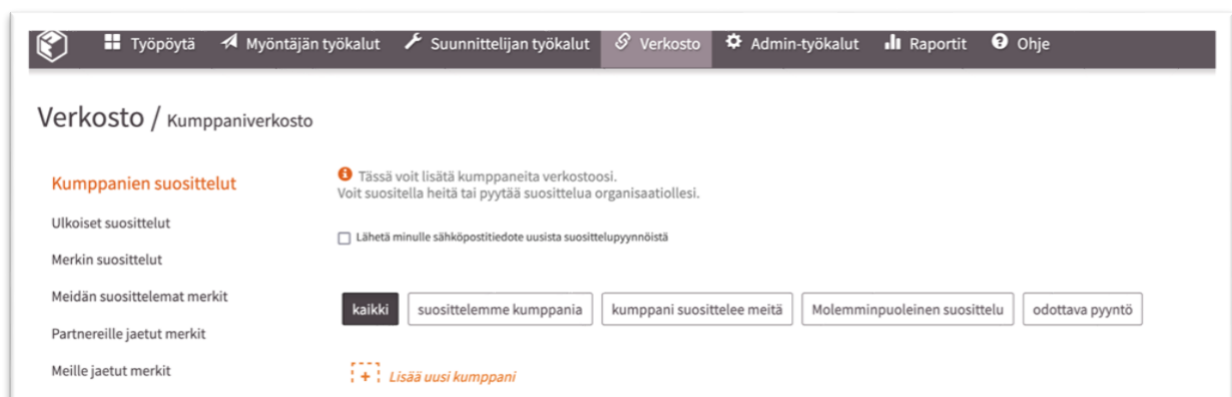 Työpöytä Myöntäjän työkalut Suunnittelijan työkalut Verkosto Admin-työkalut Raportit Ohje
Verkosto / Kumppaniverkosto
Kumppanien suosittelut
Ulkoiset suosittelut
Merkin suosittelut
Meidän suosittelemat merkit
Partnereille jaetut merkit
Meille jaetut merkit
Tässä voit lisätä kumppaneita verkostoosi.
Voit suositella heitä tai pyytää suosittelua organisaatiollesi.
Lähetä minulle sähköpostitiedote uusista suosittelupyynnöistä
kaikki suosittelemme kumppania kumppani suosittelee meitä Molemminpuoleinen suosittelu odottava pyyntö
+ Lisää uusi kumppani